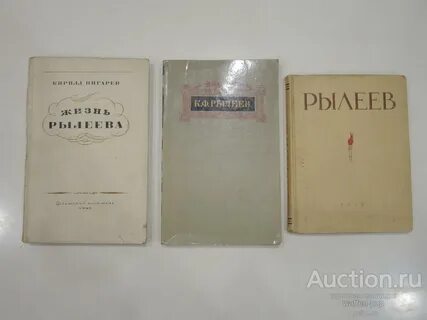 КИРИЛЛ ПИГАРЕВ
ЖИЗНЬ
РЫЛЕЕВА
К.Ф. РЫЛЕЕВ
РЫЛЕЕВ
Auction.ru